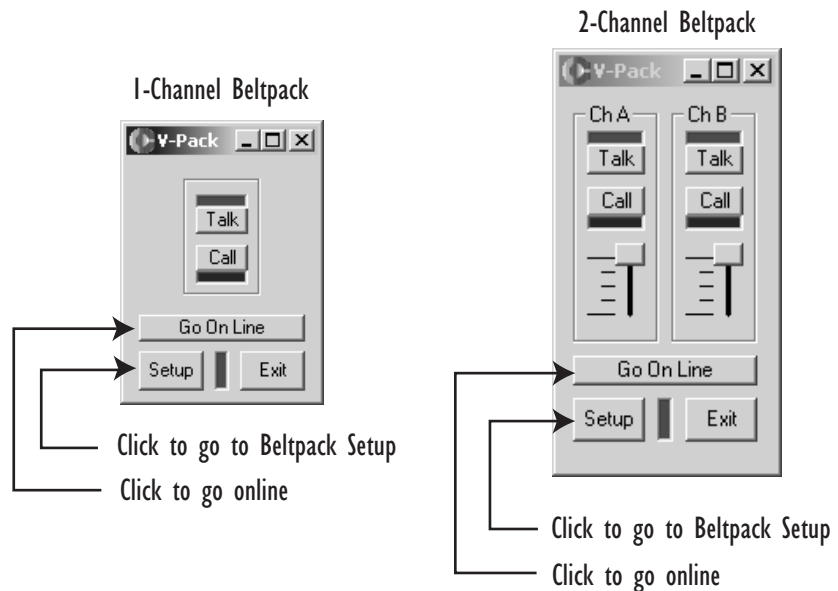 1-Channel Beltpack
V-Pack
Talk
Call
Go On Line
Setup
Exit
Click to go to Beltpack Setup
Click to go online
2-Channel Beltpack
V-Pack
Ch A
Ch B
Talk
Talk
Call
Call
Go On Line
Setup
Exit
Click to go to Beltpack Setup
Click to go online